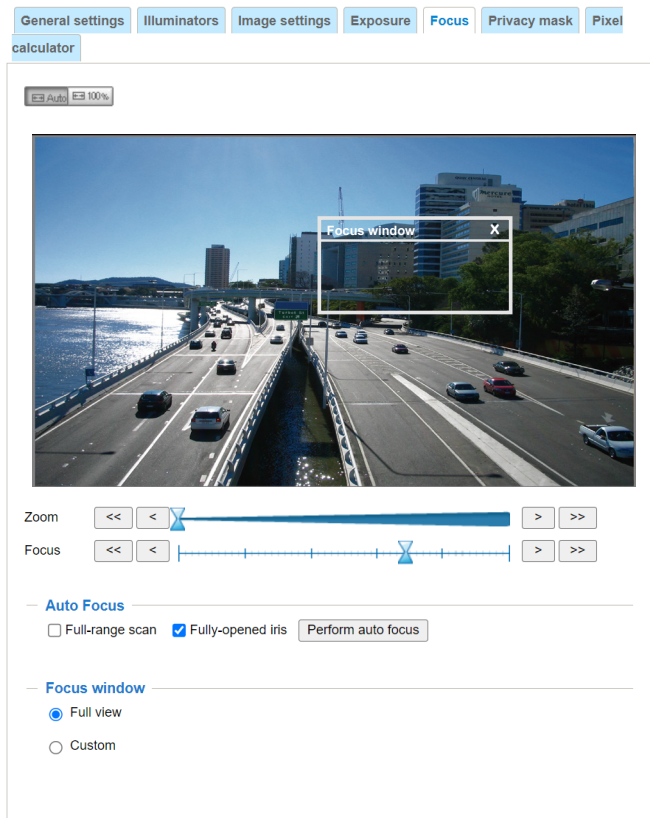 General settings Illuminators Image settings Exposure Focus Privacy mask Pixel
calculator
Auto 100%
Focus window X
Zoom << < > >>
Focus << < > >>
Auto Focus
Full-range scan Fully-opened iris Perform auto focus
Focus window
Full view
Custom